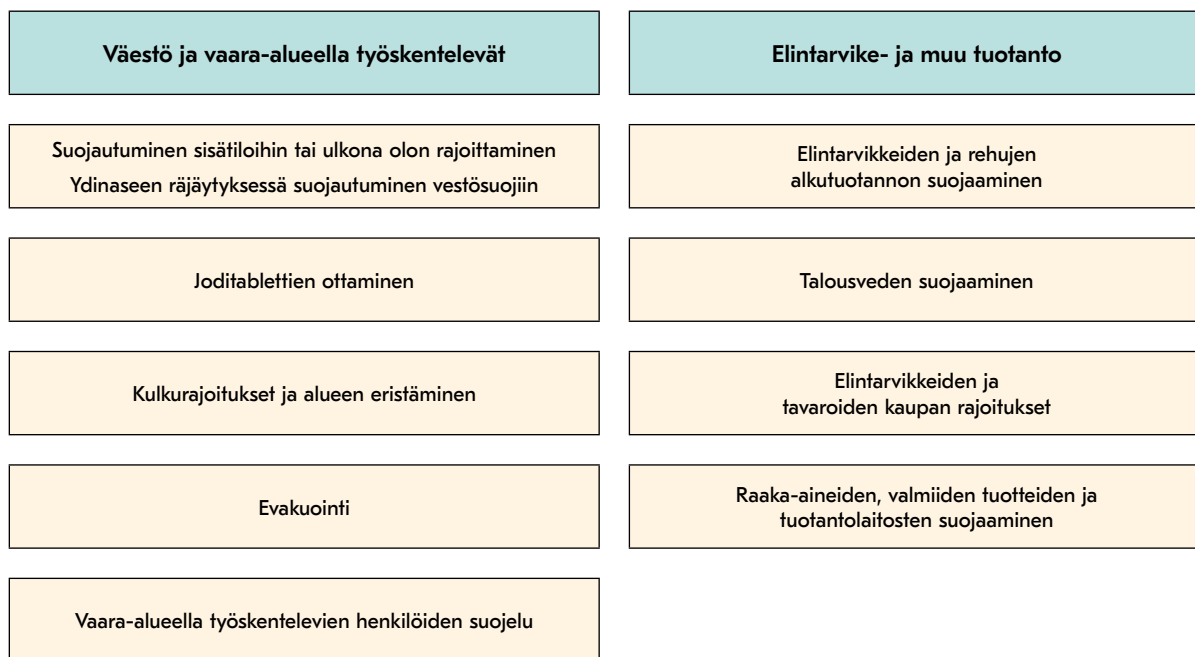 Väestö ja vaara-alueella työskentelevät
Suojautuminen sisätiloihin tai ulkona olon rajoittaminen
Ydinaseen räjäytyksessä suojautuminen vestösuojiin
Joditablettien ottaminen
Kulkurajoitukset ja alueen eristäminen
Evakuointi
Vaara-alueella työskentelevien henkilöiden suojelu
Elintarvike- ja muu tuotanto
Elintarvikkeiden ja rehujen
alkutuotannon suojaaminen
Talousveden suojaaminen
Elintarvikkeiden ja
tavaroiden kaupan rajoitukset
Raaka-aineiden, valmiiden tuotteiden ja
tuotantolaitosten suojaaminen